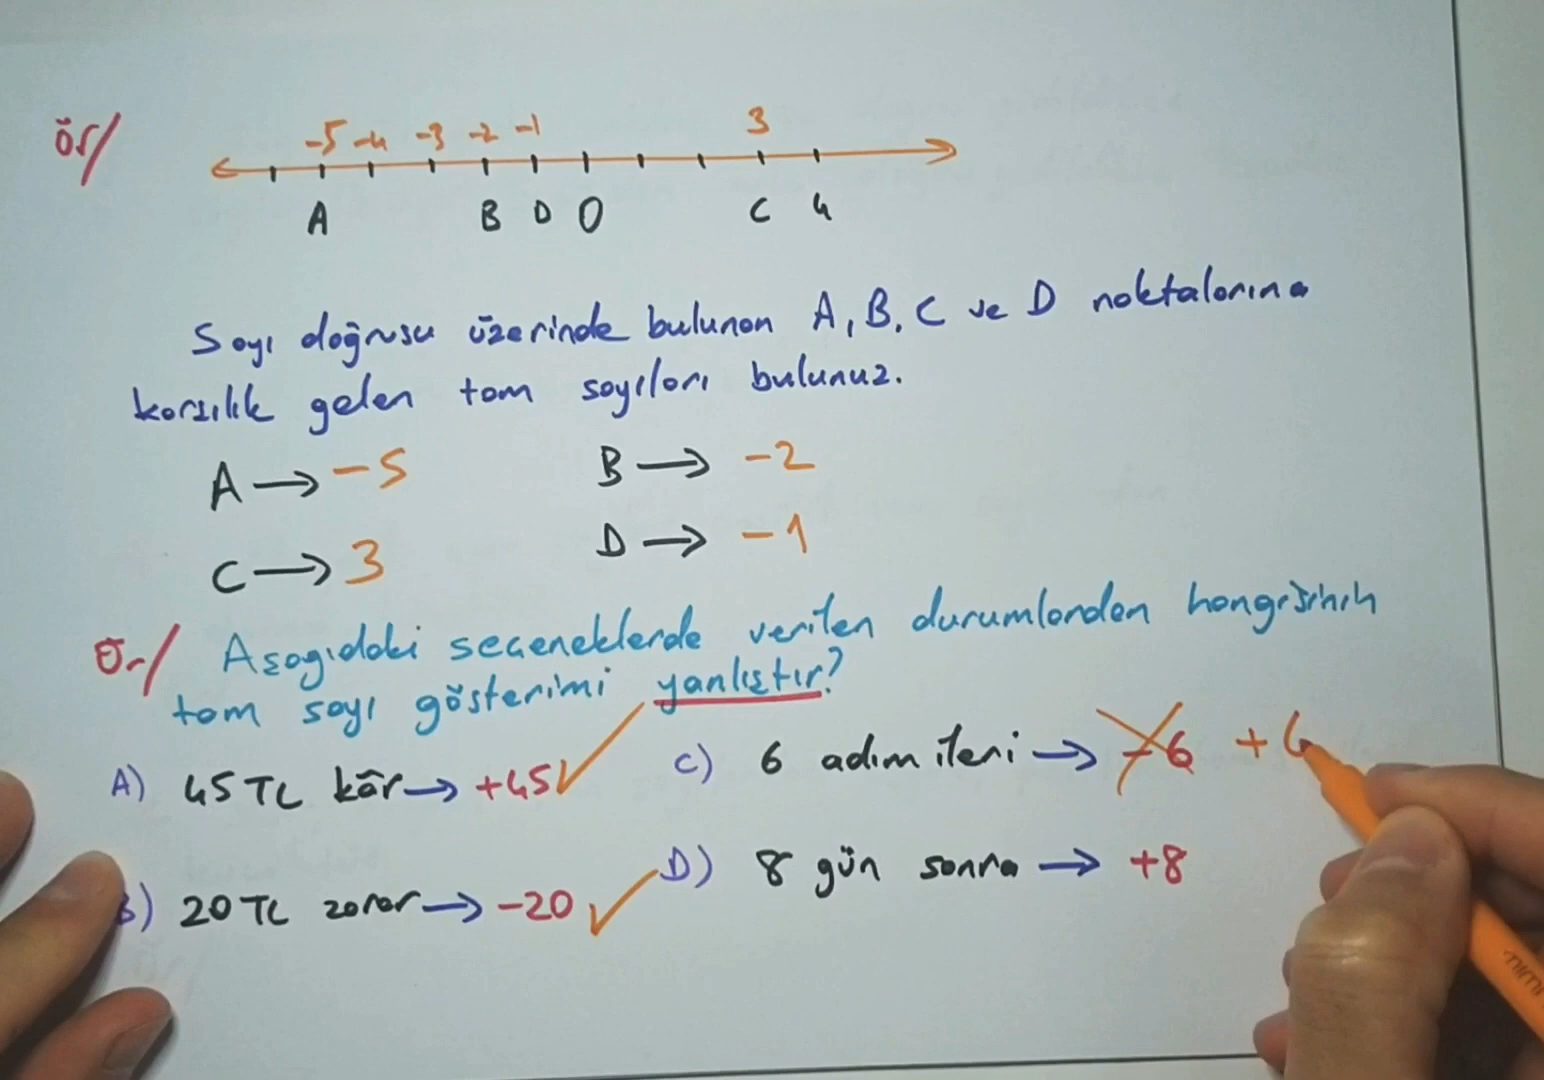 Ör/
-5 -4 -3 -2 -1 3
A B D 0 C 4
Sayı doğrusu üzerinde bulunan A, B, C ve D noktalarına
karşılık gelen tam sayıları bulunuz.
A → -5 B → -2
C → 3 D → -1
Ör/ Aşağıdaki seçeneklerde verilen durumlardan hangisinin
tam sayı gösterimi yanlıştır?
A) 45 TL kâr → +45 C) 6 adım ileri → -6 + 6
B) 20 TL zarar → -20 D) 8 gün sonra → +8